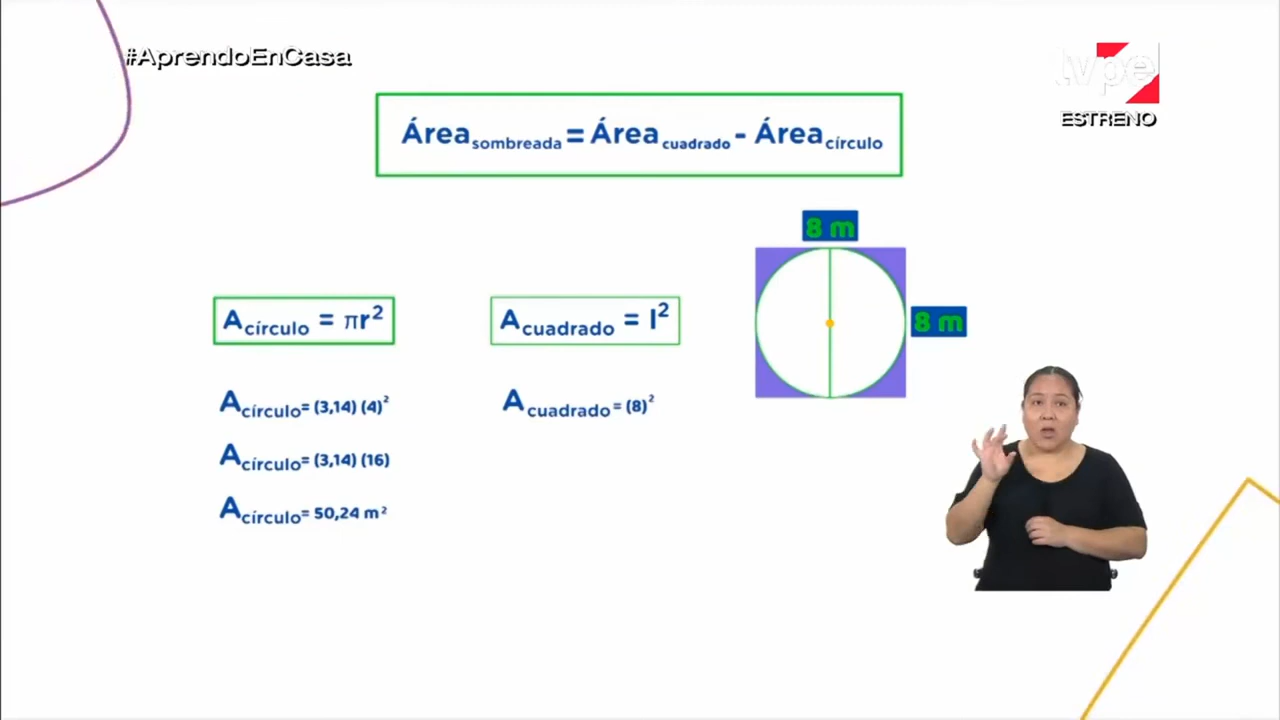 #AprendoEnCasa
tvpe
ESTRENO
Área sombreada = Área cuadrado - Área círculo
8 m
8 m
A círculo = πr²
A cuadrado = l²
A círculo = (3,14) (4)²
A cuadrado = (8)²
A círculo = (3,14) (16)
A círculo = 50,24 m²